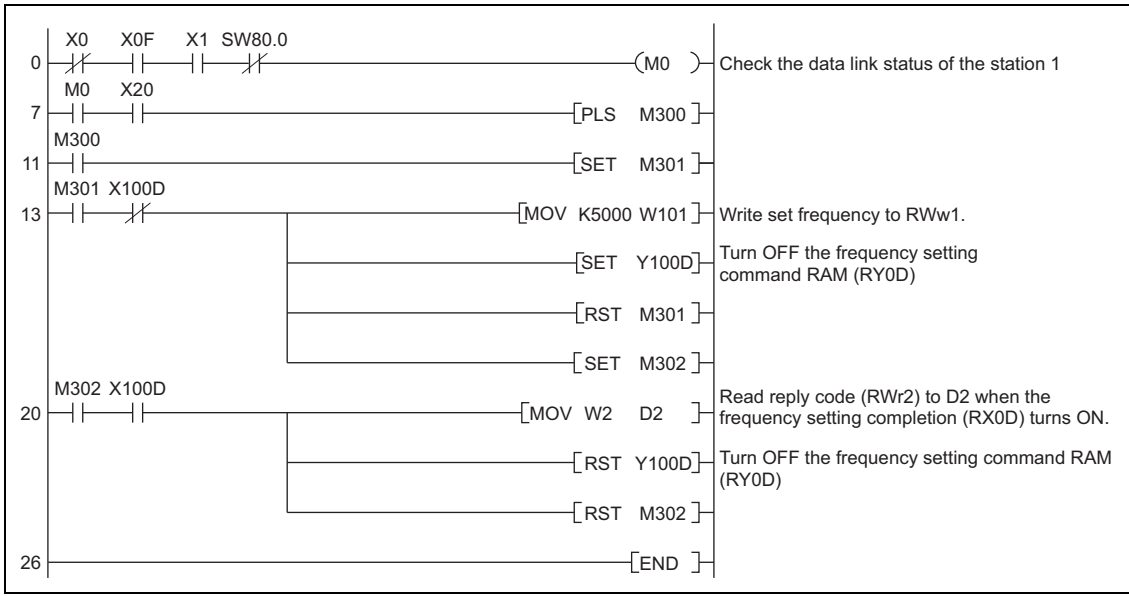 X0 X0F X1 SW80.0
0 (M0 ) Check the data link status of the station 1
M0 X20
7 [PLS M300]
M300
11 [SET M301]
M301 X100D
13 [MOV K5000 W101] Write set frequency to RWw1.
[SET Y100D] Turn OFF the frequency setting
command RAM (RY0D)
[RST M301]
[SET M302]
M302 X100D
20 [MOV W2 D2 ] Read reply code (RWr2) to D2 when the
frequency setting completion (RX0D) turns ON.
[RST Y100D] Turn OFF the frequency setting command RAM
(RY0D)
[RST M302]
26 [END ]